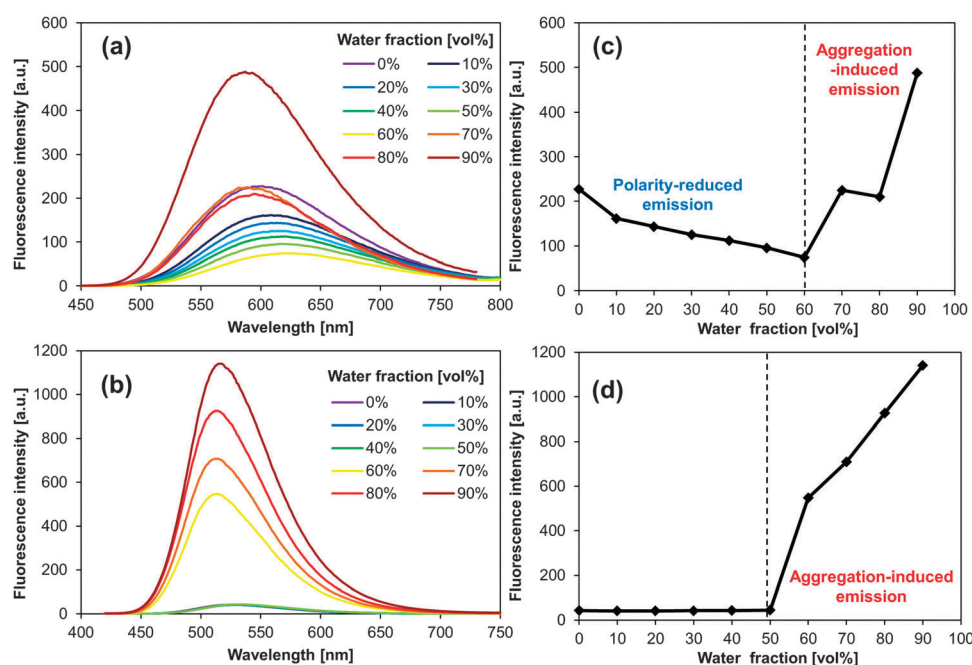 (a)
Fluorescence intensity [a.u.]
600
500
400
300
200
100
0
Water fraction [vol%]
0% 10%
20% 30%
40% 50%
60% 70%
80% 90%
450 500 550 600 650 700 750 800
Wavelength [nm]
(c)
Fluorescence intensity [a.u.]
600
500
400
300
200
100
0
Aggregation
-induced
emission
Polarity-reduced
emission
0 10 20 30 40 50 60 70 80 90 100
Water fraction [vol%]
(b)
Fluorescence intensity [a.u.]
1200
1000
800
600
400
200
0
Water fraction [vol%]
0% 10%
20% 30%
40% 50%
60% 70%
80% 90%
400 450 500 550 600 650 700 750
Wavelength [nm]
(d)
Fluorescence intensity [a.u.]
1200
1000
800
600
400
200
0
Aggregation-induced
emission
0 10 20 30 40 50 60 70 80 90 100
Water fraction [vol%]